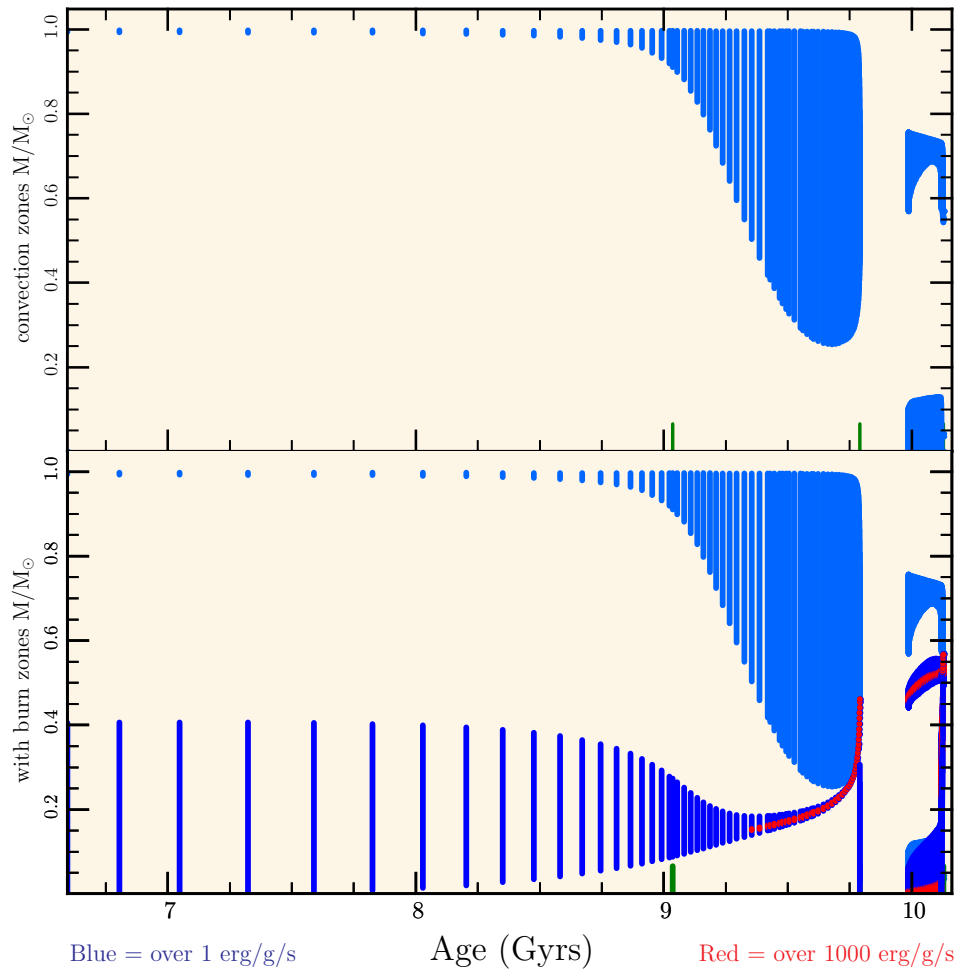 convection zones M/M☉
1.0
0.8
0.6
0.4
0.2
with burn zones M/M☉
1.0
0.8
0.6
0.4
0.2
7 8 9 10
Age (Gyrs)
Blue = over 1 erg/g/s
Red = over 1000 erg/g/s